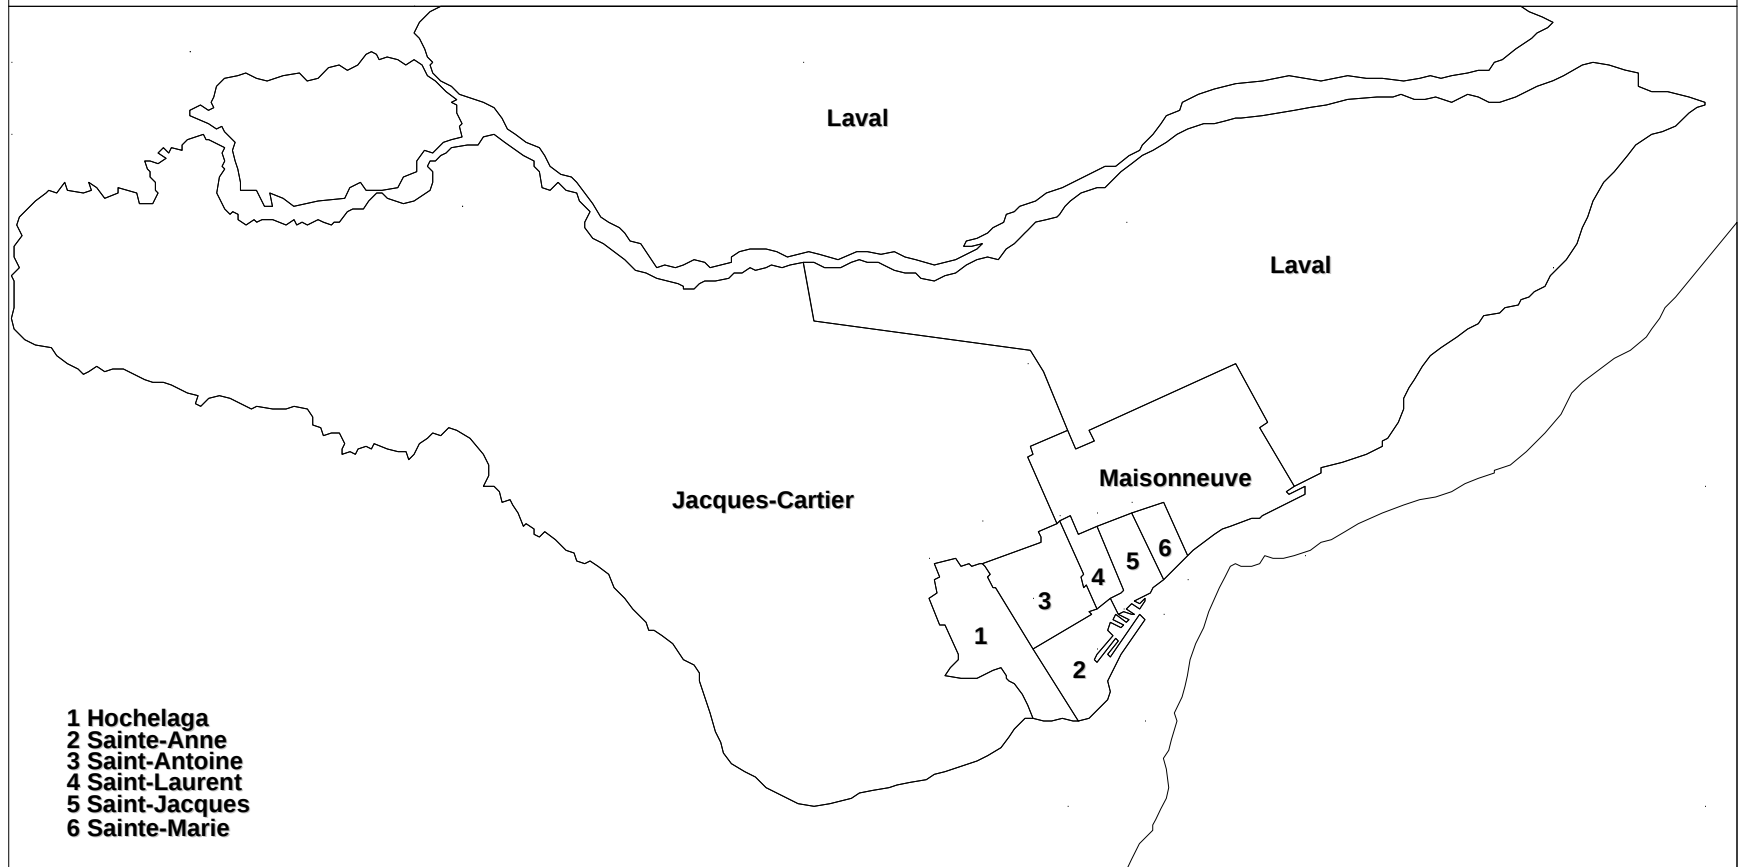 Laval
Laval
Maisonneuve
Jacques-Cartier
6
5
4
3
1
2
1 Hochelaga
2 Sainte-Anne
3 Saint-Antoine
4 Saint-Laurent
5 Saint-Jacques
6 Sainte-Marie